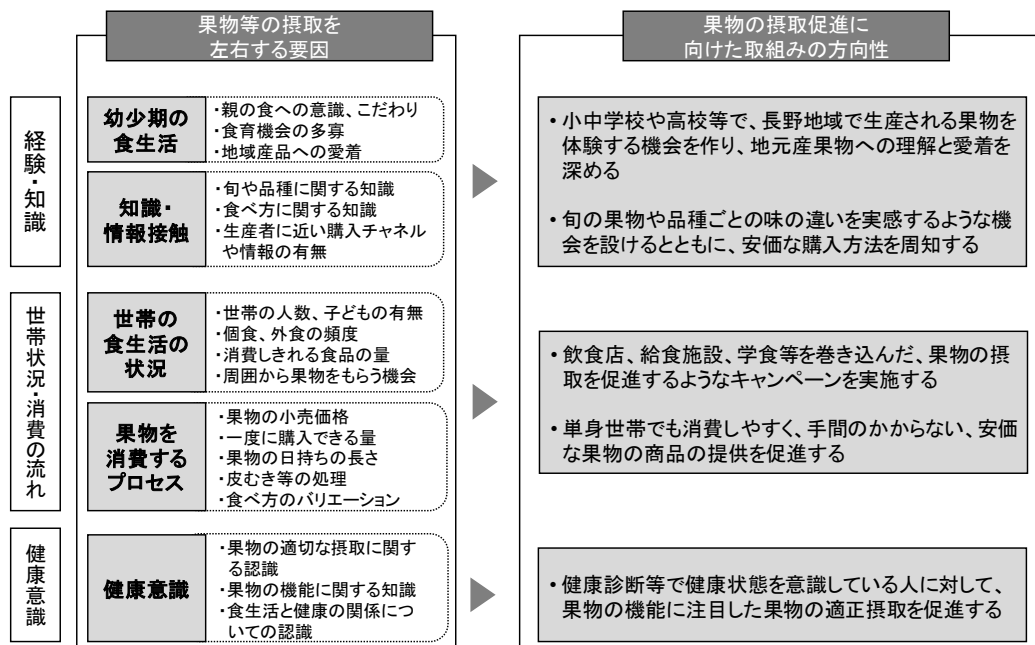 果物等の摂取を
左右する要因
果物の摂取促進に
向けた取組みの方向性
経験・知識
幼少期の
食生活
・親の食への意識、こだわり
・食育機会の多寡
・地域産品への愛着
知識・
情報接触
・旬や品種に関する知識
・食べ方に関する知識
・生産者に近い購入チャネル
や情報の有無
・小中学校や高校等で、長野地域で生産される果物を
体験する機会を作り、地元産果物への理解と愛着を
深める
・旬の果物や品種ごとの味の違いを実感するような機
会を設けるとともに、安価な購入方法を周知する
世帯状況・消費の流れ
世帯の
食生活の
状況
・世帯の人数、子どもの有無
・個食、外食の頻度
・消費しきれる食品の量
・周囲から果物をもらう機会
果物を
消費する
プロセス
・果物の小売価格
・一度に購入できる量
・果物の日持ちの長さ
・皮むき等の処理
・食べ方のバリエーション
・飲食店、給食施設、学食等を巻き込んだ、果物の摂
取を促進するようなキャンペーンを実施する
・単身世帯でも消費しやすく、手間のかからない、安価
な果物の商品の提供を促進する
健康意識
健康意識
・果物の適切な摂取に関す
る認識
・果物の機能に関する知識
・食生活と健康の関係につ
いての認識
・健康診断等で健康状態を意識している人に対して、
果物の機能に注目した果物の適正摂取を促進する